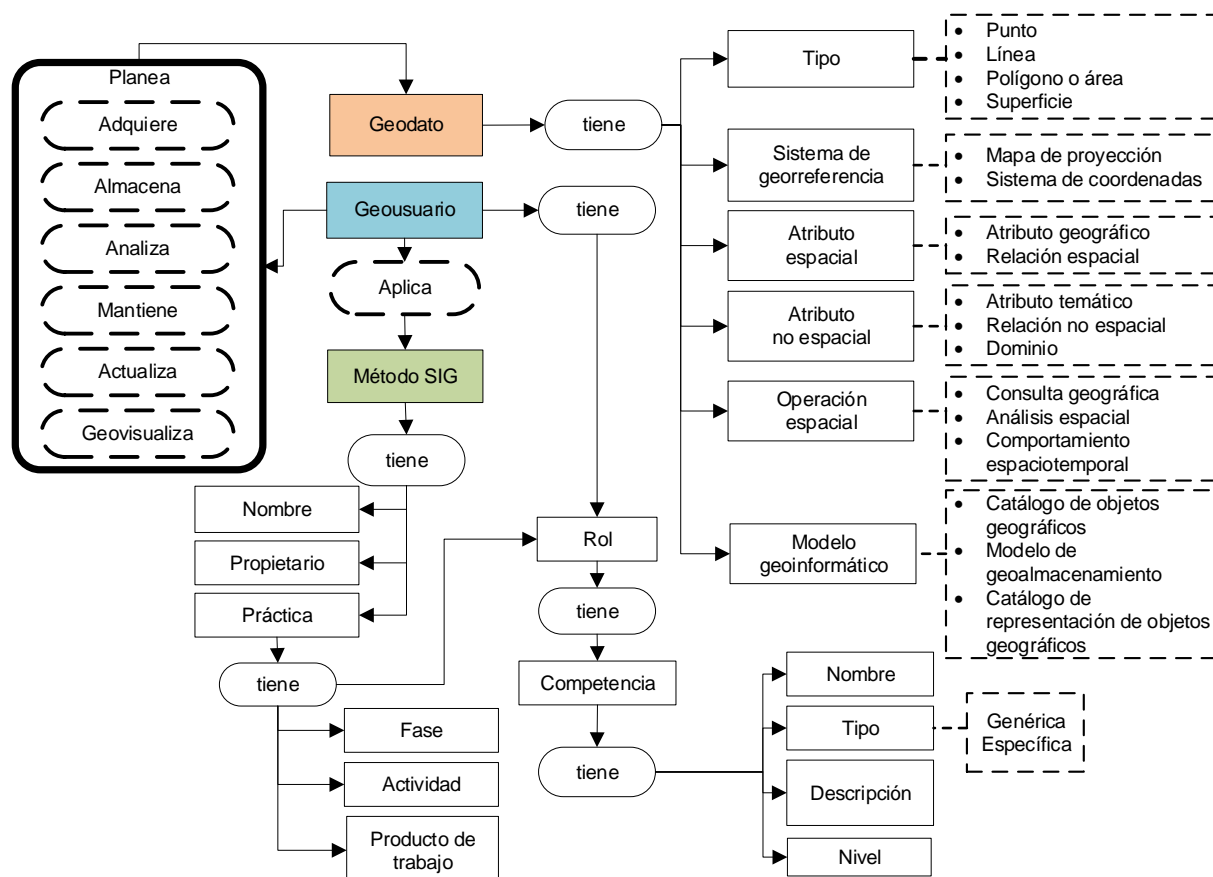 Planea
Adquiere
Almacena
Analiza
Mantiene
Actualiza
Geovisualiza
Geodato
tiene
Geousuario
tiene
Aplica
Método SIG
tiene
Nombre
Propietario
Práctica
tiene
Fase
Actividad
Producto de
trabajo
Rol
tiene
Competencia
tiene
Nombre
Tipo
Genérica
Específica
Descripción
Nivel
Tipo
• Punto
• Línea
• Polígono o área
• Superficie
Sistema de
georreferencia
• Mapa de proyección
• Sistema de coordenadas
Atributo
espacial
• Atributo geográfico
• Relación espacial
Atributo
no espacial
• Atributo temático
• Relación no espacial
• Dominio
Operación
espacial
• Consulta geográfica
• Análisis espacial
• Comportamiento
espaciotemporal
Modelo
geoinformático
• Catálogo de objetos
geográficos
• Modelo de
geoalmacenamiento
• Catálogo de
representación de objetos
geográficos